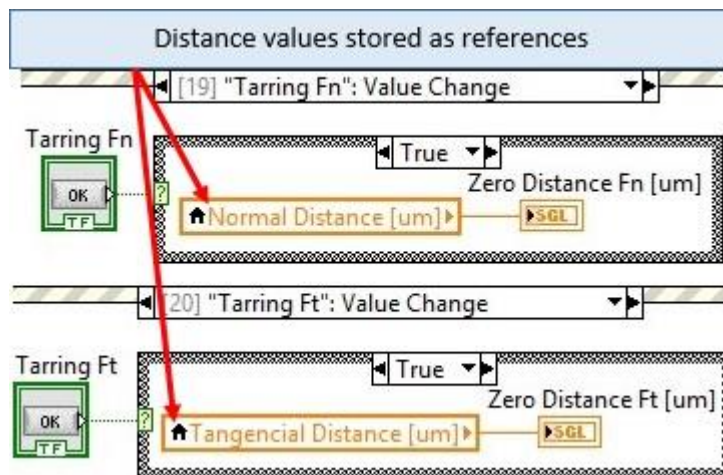 Distance values stored as references
[19] "Tarring Fn": Value Change
Tarring Fn
True
OK
TF
?
Zero Distance Fn [um]
Normal Distance [um]
SGL
[20] "Tarring Ft": Value Change
Tarring Ft
True
OK
TF
?
Zero Distance Ft [um]
Tangencial Distance [um]
SGL